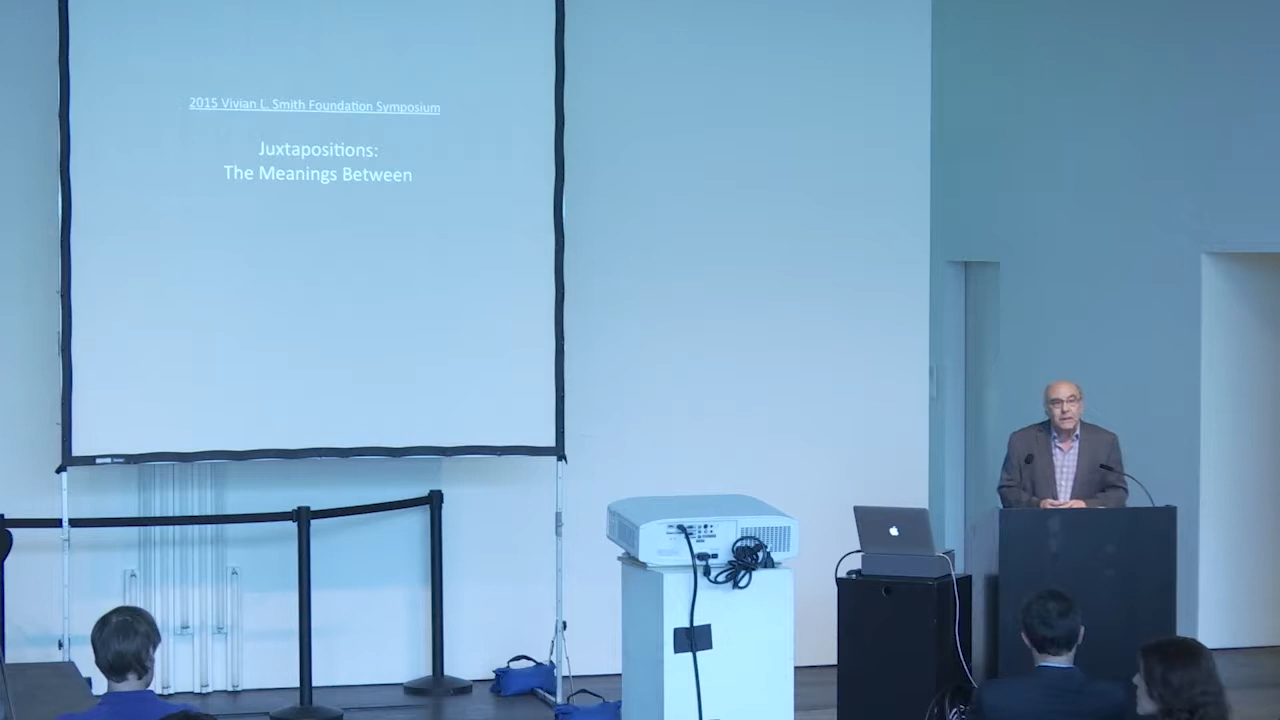 2015 Vivian L. Smith Foundation Symposium
Juxtapositions:
The Meanings Between